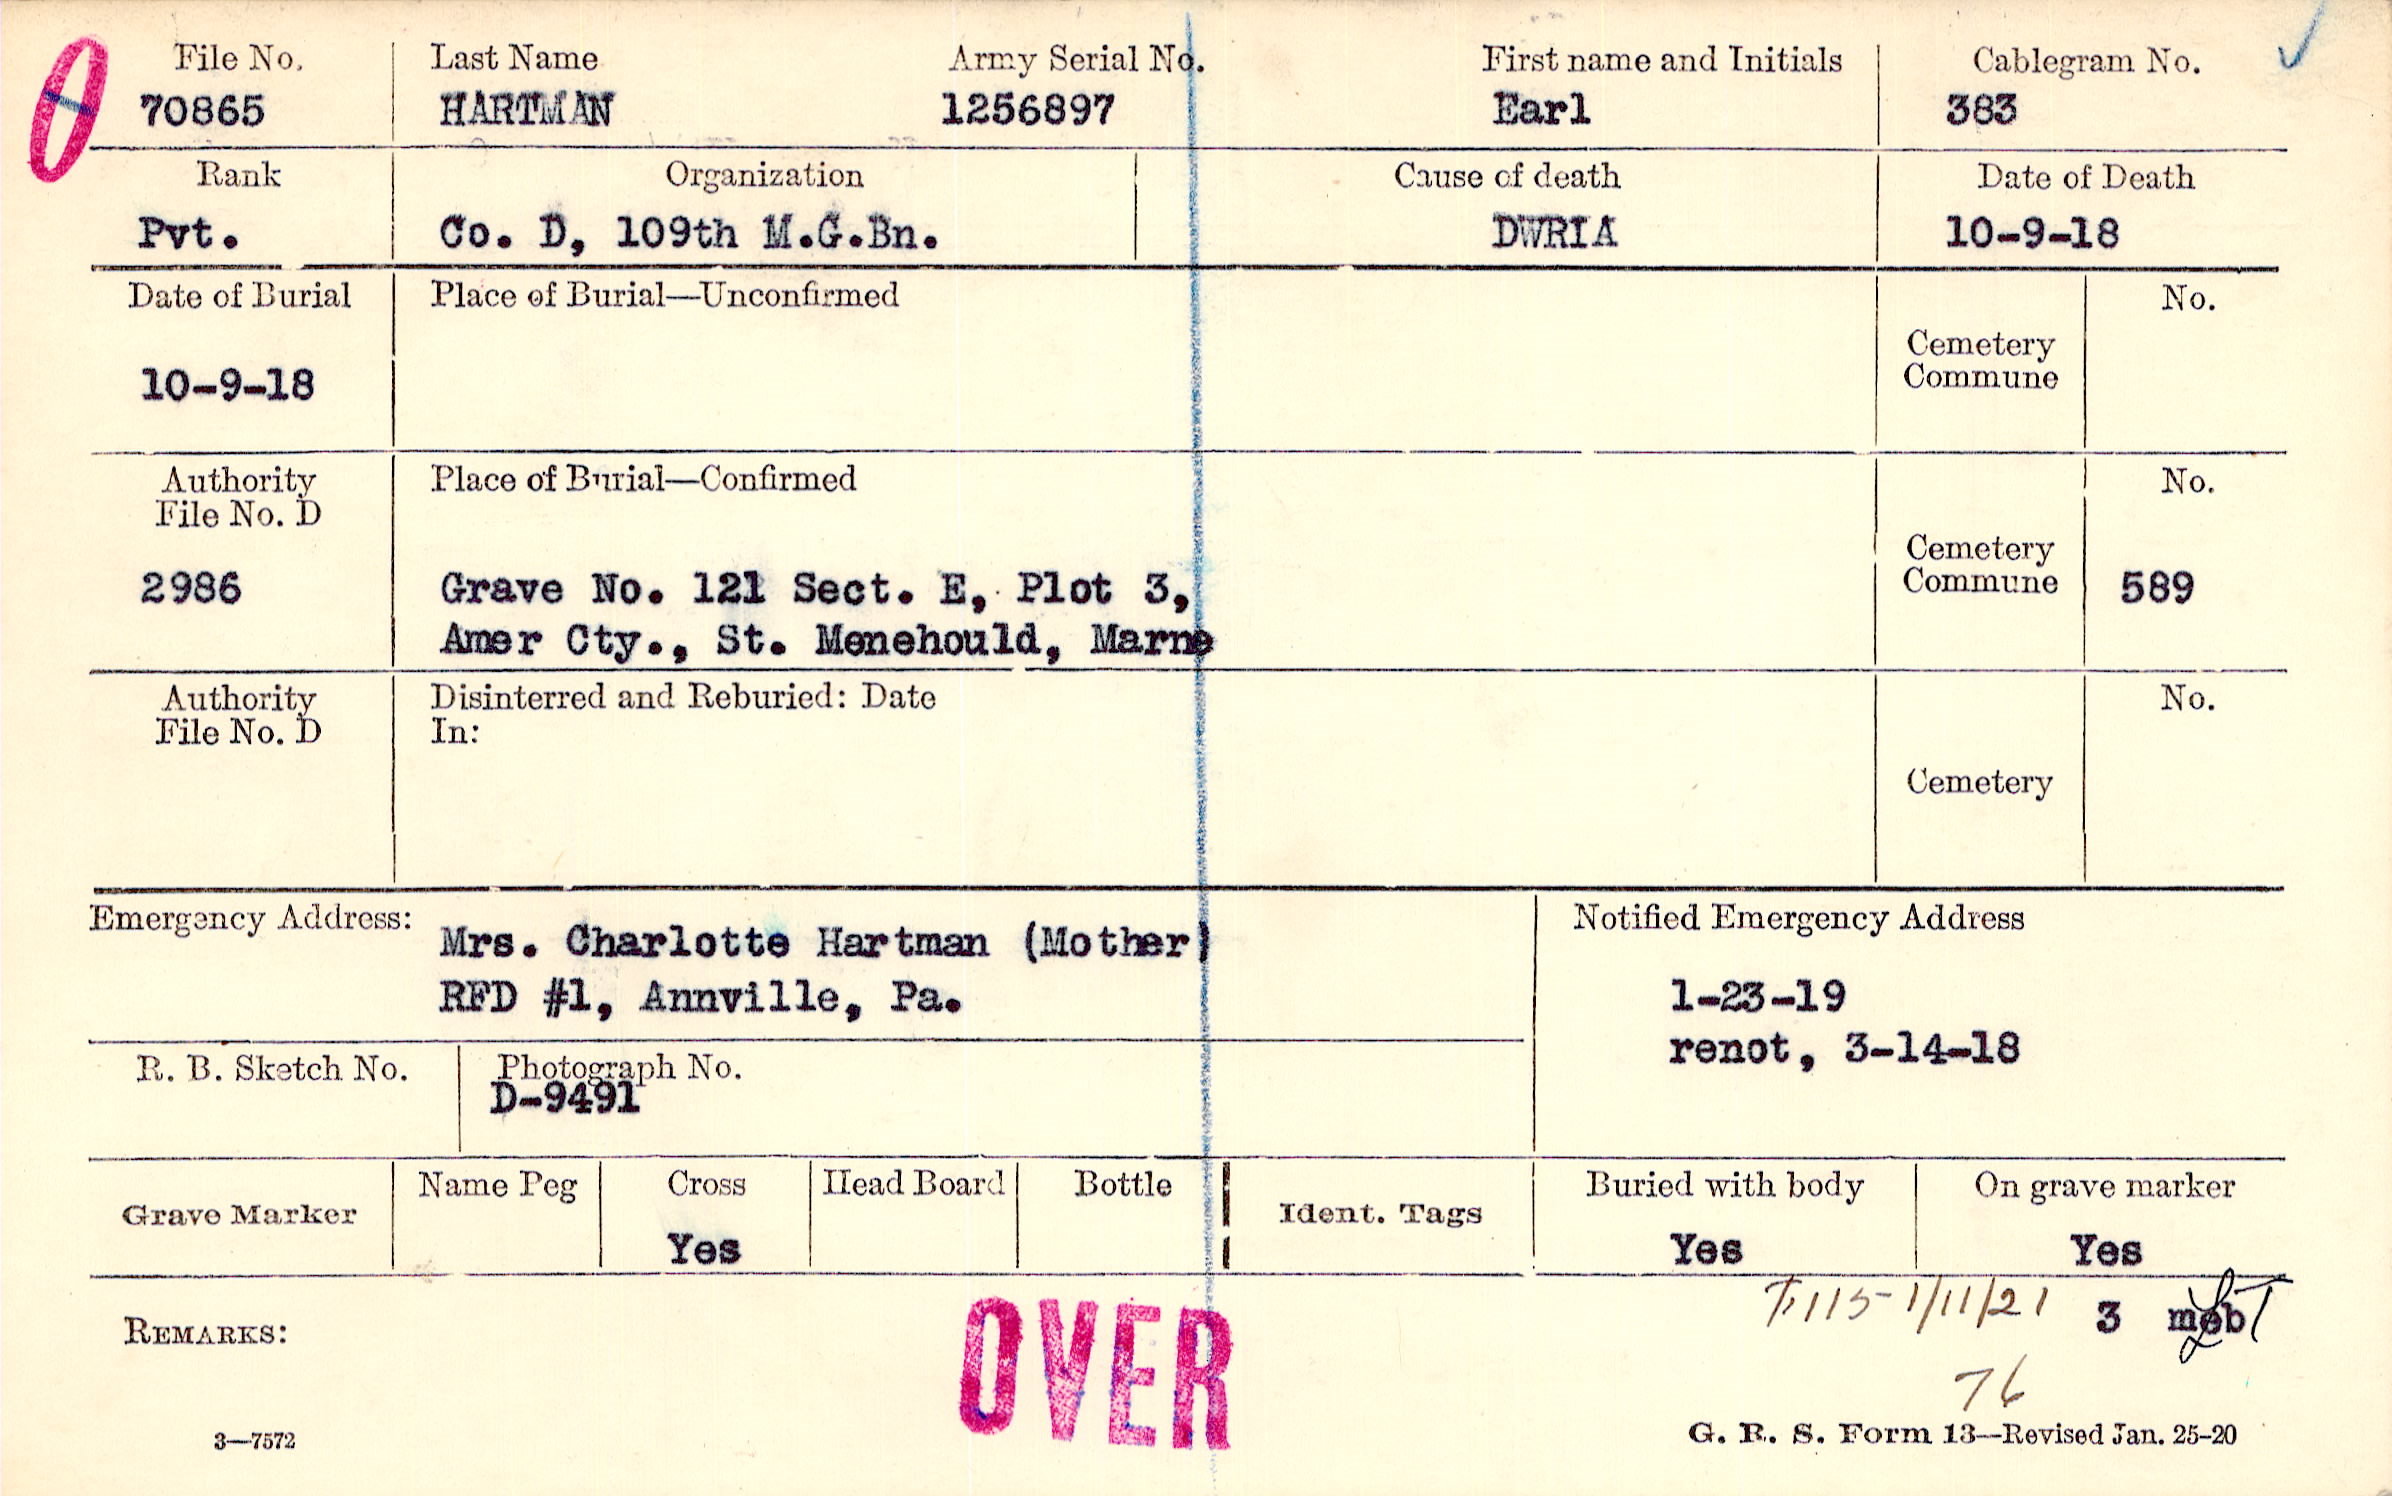 File No. Last Name Army Serial No. First name and Initials Cablegram No.
70865 HARTMAN 1256897 Earl 383
Rank Organization Cause of death Date of Death
Pvt. Co. D, 109th M.G.Bn. DWRIA 10-9-18
Date of Burial Place of Burial—Unconfirmed No.
Cemetery
Commune
10-9-18
Authority Place of Burial—Confirmed No.
File No. D
Cemetery
Commune
2986 Grave No. 121 Sect. E, Plot 3, 589
Amer Cty., St. Menehould, Marne
Authority Disinterred and Reburied: Date No.
File No. D In:
Cemetery
Emergency Address: Notified Emergency Address
Mrs. Charlotte Hartman (Mother)
RFD #1, Annville, Pa. 1-23-19
renot, 3-14-18
R. B. Sketch No. Photograph No.
D-9491
Name Peg Cross Head Board Bottle Buried with body On grave marker
Grave Marker Ident. Tags
Yes Yes Yes
1/11/21 3 meb
REMARKS:
OVER
76
3—7572 G. R. S. Form 13—Revised Jan. 25-20